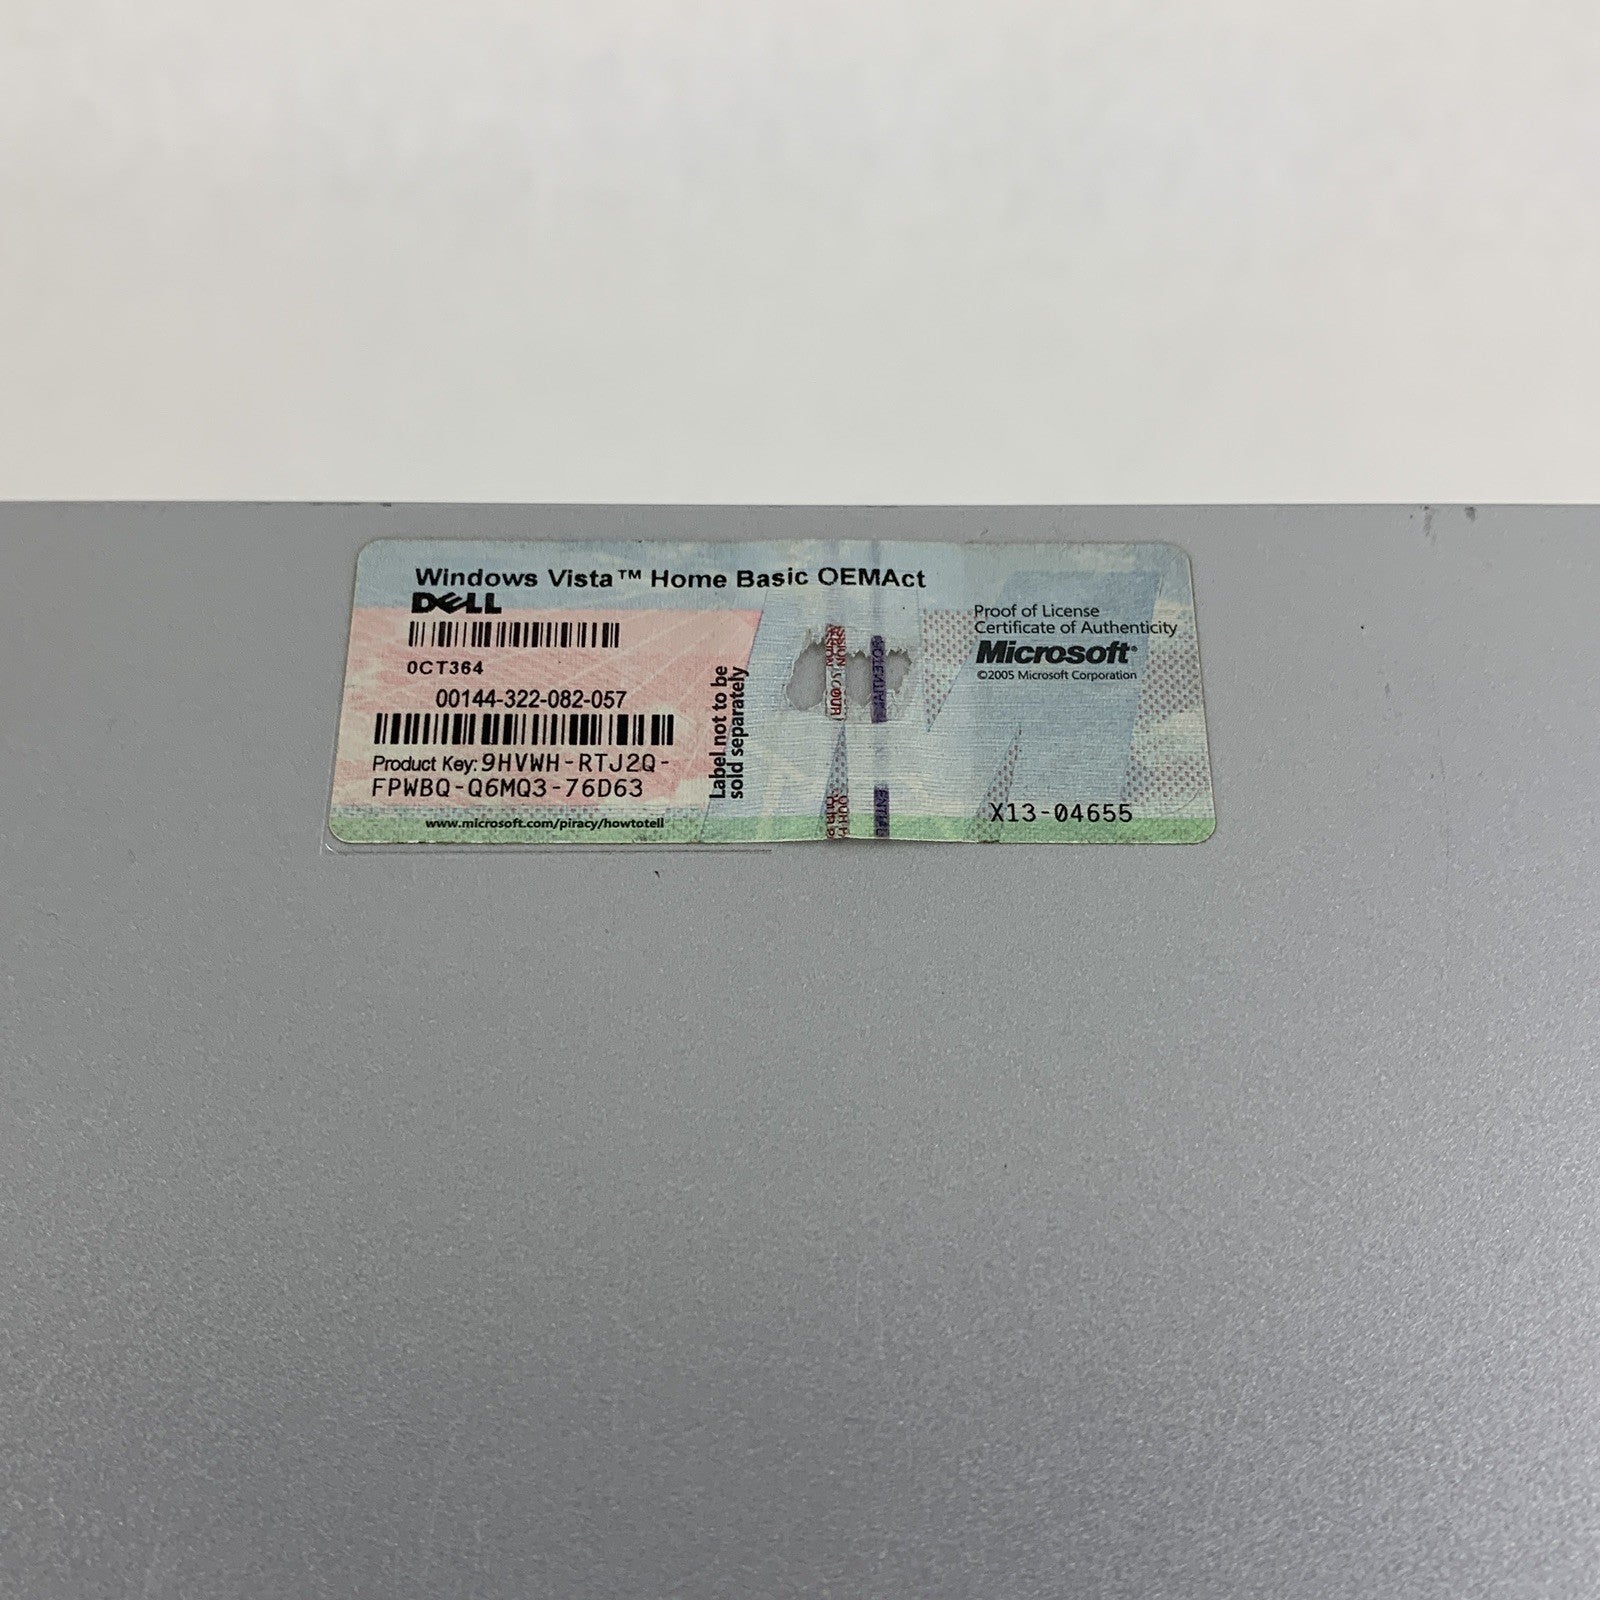 Windows Vista™ Home Basic OEMAct
DELL
0CT364
00144-322-082-057
Product Key: 9HVWH-RTJ2Q-
FPWBQ-Q6MQ3-76D63
www.microsoft.com/piracy/howtotell
Label not to be
sold separately
Proof of License
Certificate of Authenticity
Microsoft®
©2005 Microsoft Corporation
X13-04655